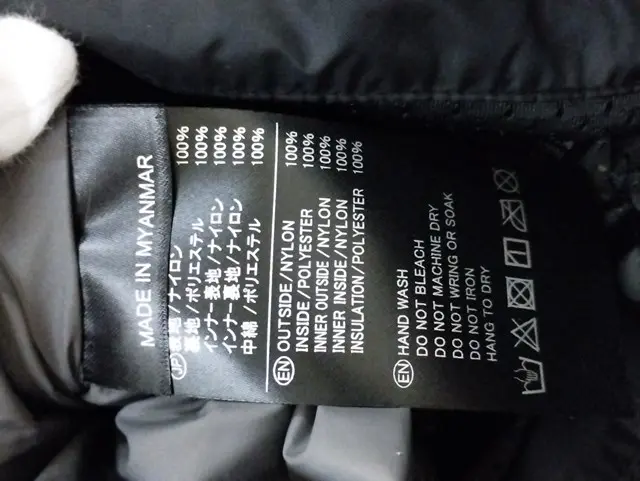 MADE IN MYANMAR
JP 表地/ナイロン 100%
裏地/ポリエステル 100%
インナー表地/ナイロン 100%
インナー裏地/ナイロン 100%
中綿/ポリエステル 100%
EN OUTSIDE/NYLON 100%
INSIDE/POLYESTER 100%
INNER OUTSIDE/NYLON 100%
INNER INSIDE/NYLON 100%
INSULATION/POLYESTER 100%
EN HAND WASH
DO NOT BLEACH
DO NOT MACHINE DRY
DO NOT WRING OR SOAK
DO NOT IRON
HANG TO DRY